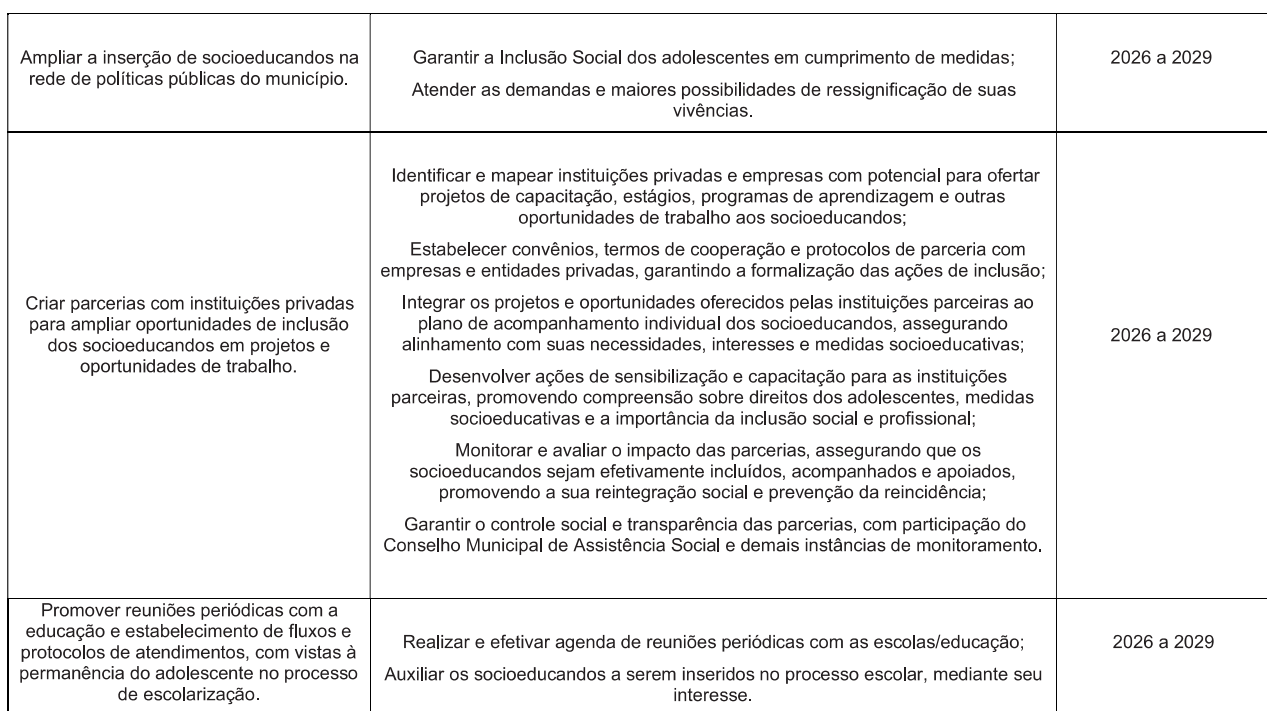 Ampliar a inserção de socioeducandos na
rede de políticas públicas do município.
Garantir a Inclusão Social dos adolescentes em cumprimento de medidas;
Atender as demandas e maiores possibilidades de ressignificação de suas
vivências.
2026 a 2029
Criar parcerias com instituições privadas
para ampliar oportunidades de inclusão
dos socioeducandos em projetos e
oportunidades de trabalho.
Identificar e mapear instituições privadas e empresas com potencial para ofertar
projetos de capacitação, estágios, programas de aprendizagem e outras
oportunidades de trabalho aos socioeducandos;
Estabelecer convênios, termos de cooperação e protocolos de parceria com
empresas e entidades privadas, garantindo a formalização das ações de inclusão;
Integrar os projetos e oportunidades oferecidos pelas instituições parceiras ao
plano de acompanhamento individual dos socioeducandos, assegurando
alinhamento com suas necessidades, interesses e medidas socioeducativas;
Desenvolver ações de sensibilização e capacitação para as instituições
parceiras, promovendo compreensão sobre direitos dos adolescentes, medidas
socioeducativas e a importância da inclusão social e profissional;
Monitorar e avaliar o impacto das parcerias, assegurando que os
socioeducandos sejam efetivamente incluídos, acompanhados e apoiados,
promovendo a sua reintegração social e prevenção da reincidência;
Garantir o controle social e transparência das parcerias, com participação do
Conselho Municipal de Assistência Social e demais instâncias de monitoramento.
2026 a 2029
Promover reuniões periódicas com a
educação e estabelecimento de fluxos e
protocolos de atendimentos, com vistas à
permanência do adolescente no processo
de escolarização.
Realizar e efetivar agenda de reuniões periódicas com as escolas/educação;
Auxiliar os socioeducandos a serem inseridos no processo escolar, mediante seu
interesse.
2026 a 2029